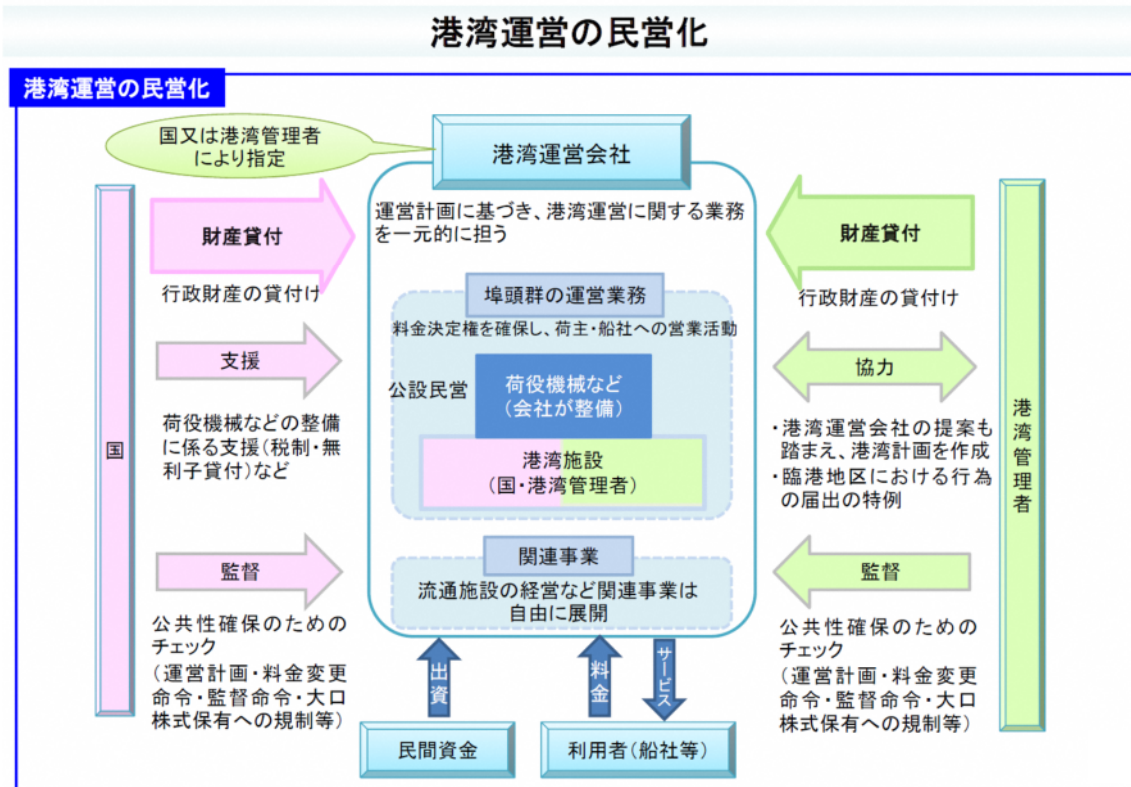 港湾運営の民営化
港湾運営の民営化
国又は港湾管理者
により指定
港湾運営会社
運営計画に基づき、港湾運営に関する業務
を一元的に担う
国
財産貸付
行政財産の貸付け
支援
荷役機械などの整備
に係る支援(税制・無
利子貸付)など
監督
公共性確保のための
チェック
(運営計画・料金変更
命令・監督命令・大口
株式保有への規制等)
埠頭群の運営業務
料金決定権を確保し、荷主・船社への営業活動
公設民営
荷役機械など
(会社が整備)
港湾施設
(国・港湾管理者)
関連事業
流通施設の経営など関連事業は
自由に展開
財産貸付
行政財産の貸付け
協力
・港湾運営会社の提案も
踏まえ、港湾計画を作成
・臨港地区における行為
の届出の特例
監督
公共性確保のための
チェック
(運営計画・料金変更
命令・監督命令・大口
株式保有への規制等)
港湾管理者
出資
料金
サービス
民間資金
利用者(船社等)